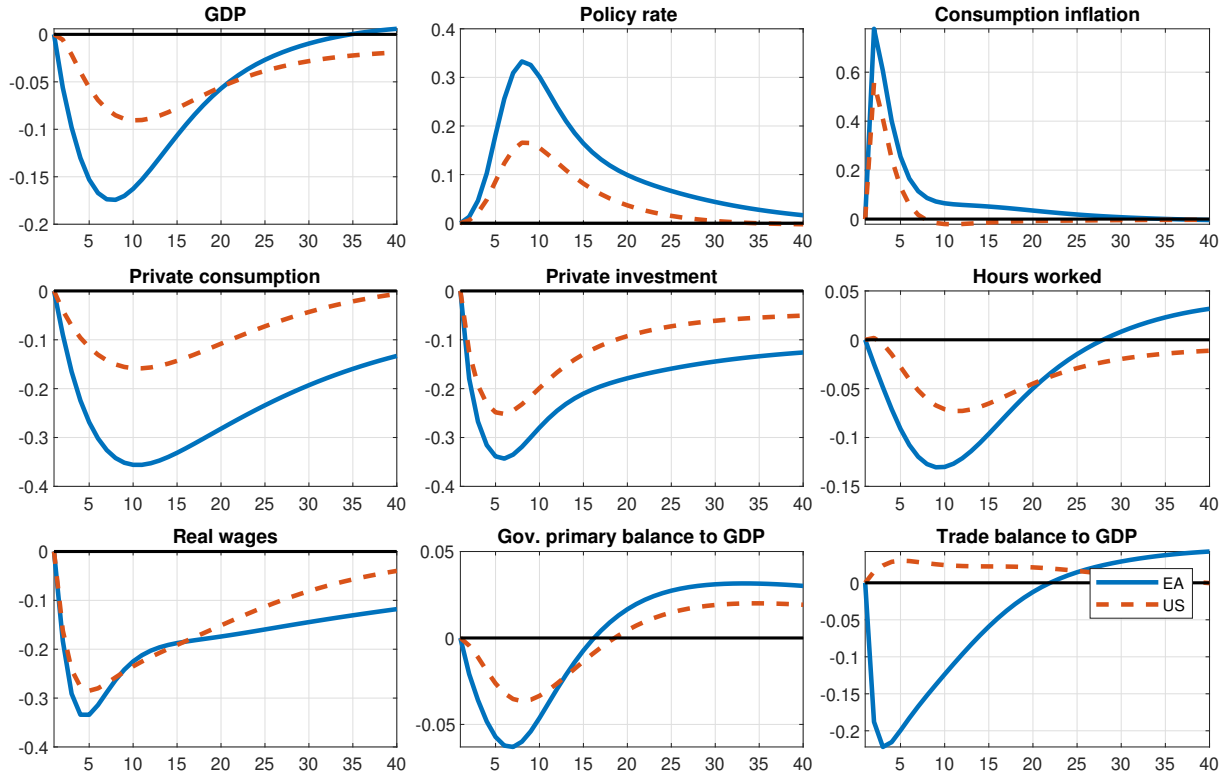 GDP
0
-0.05
-0.1
-0.15
-0.2
5 10 15 20 25 30 35 40
Policy rate
0.4
0.3
0.2
0.1
0
5 10 15 20 25 30 35 40
Consumption inflation
0.6
0.4
0.2
0
5 10 15 20 25 30 35 40
Private consumption
0
-0.1
-0.2
-0.3
-0.4
5 10 15 20 25 30 35 40
Private investment
0
-0.1
-0.2
-0.3
-0.4
5 10 15 20 25 30 35 40
Hours worked
0.05
0
-0.05
-0.1
-0.15
5 10 15 20 25 30 35 40
Real wages
0
-0.1
-0.2
-0.3
-0.4
5 10 15 20 25 30 35 40
Gov. primary balance to GDP
0.05
0
-0.05
5 10 15 20 25 30 35 40
Trade balance to GDP
0
-0.05
-0.1
-0.15
-0.2
EA
US
5 10 15 20 25 30 35 40